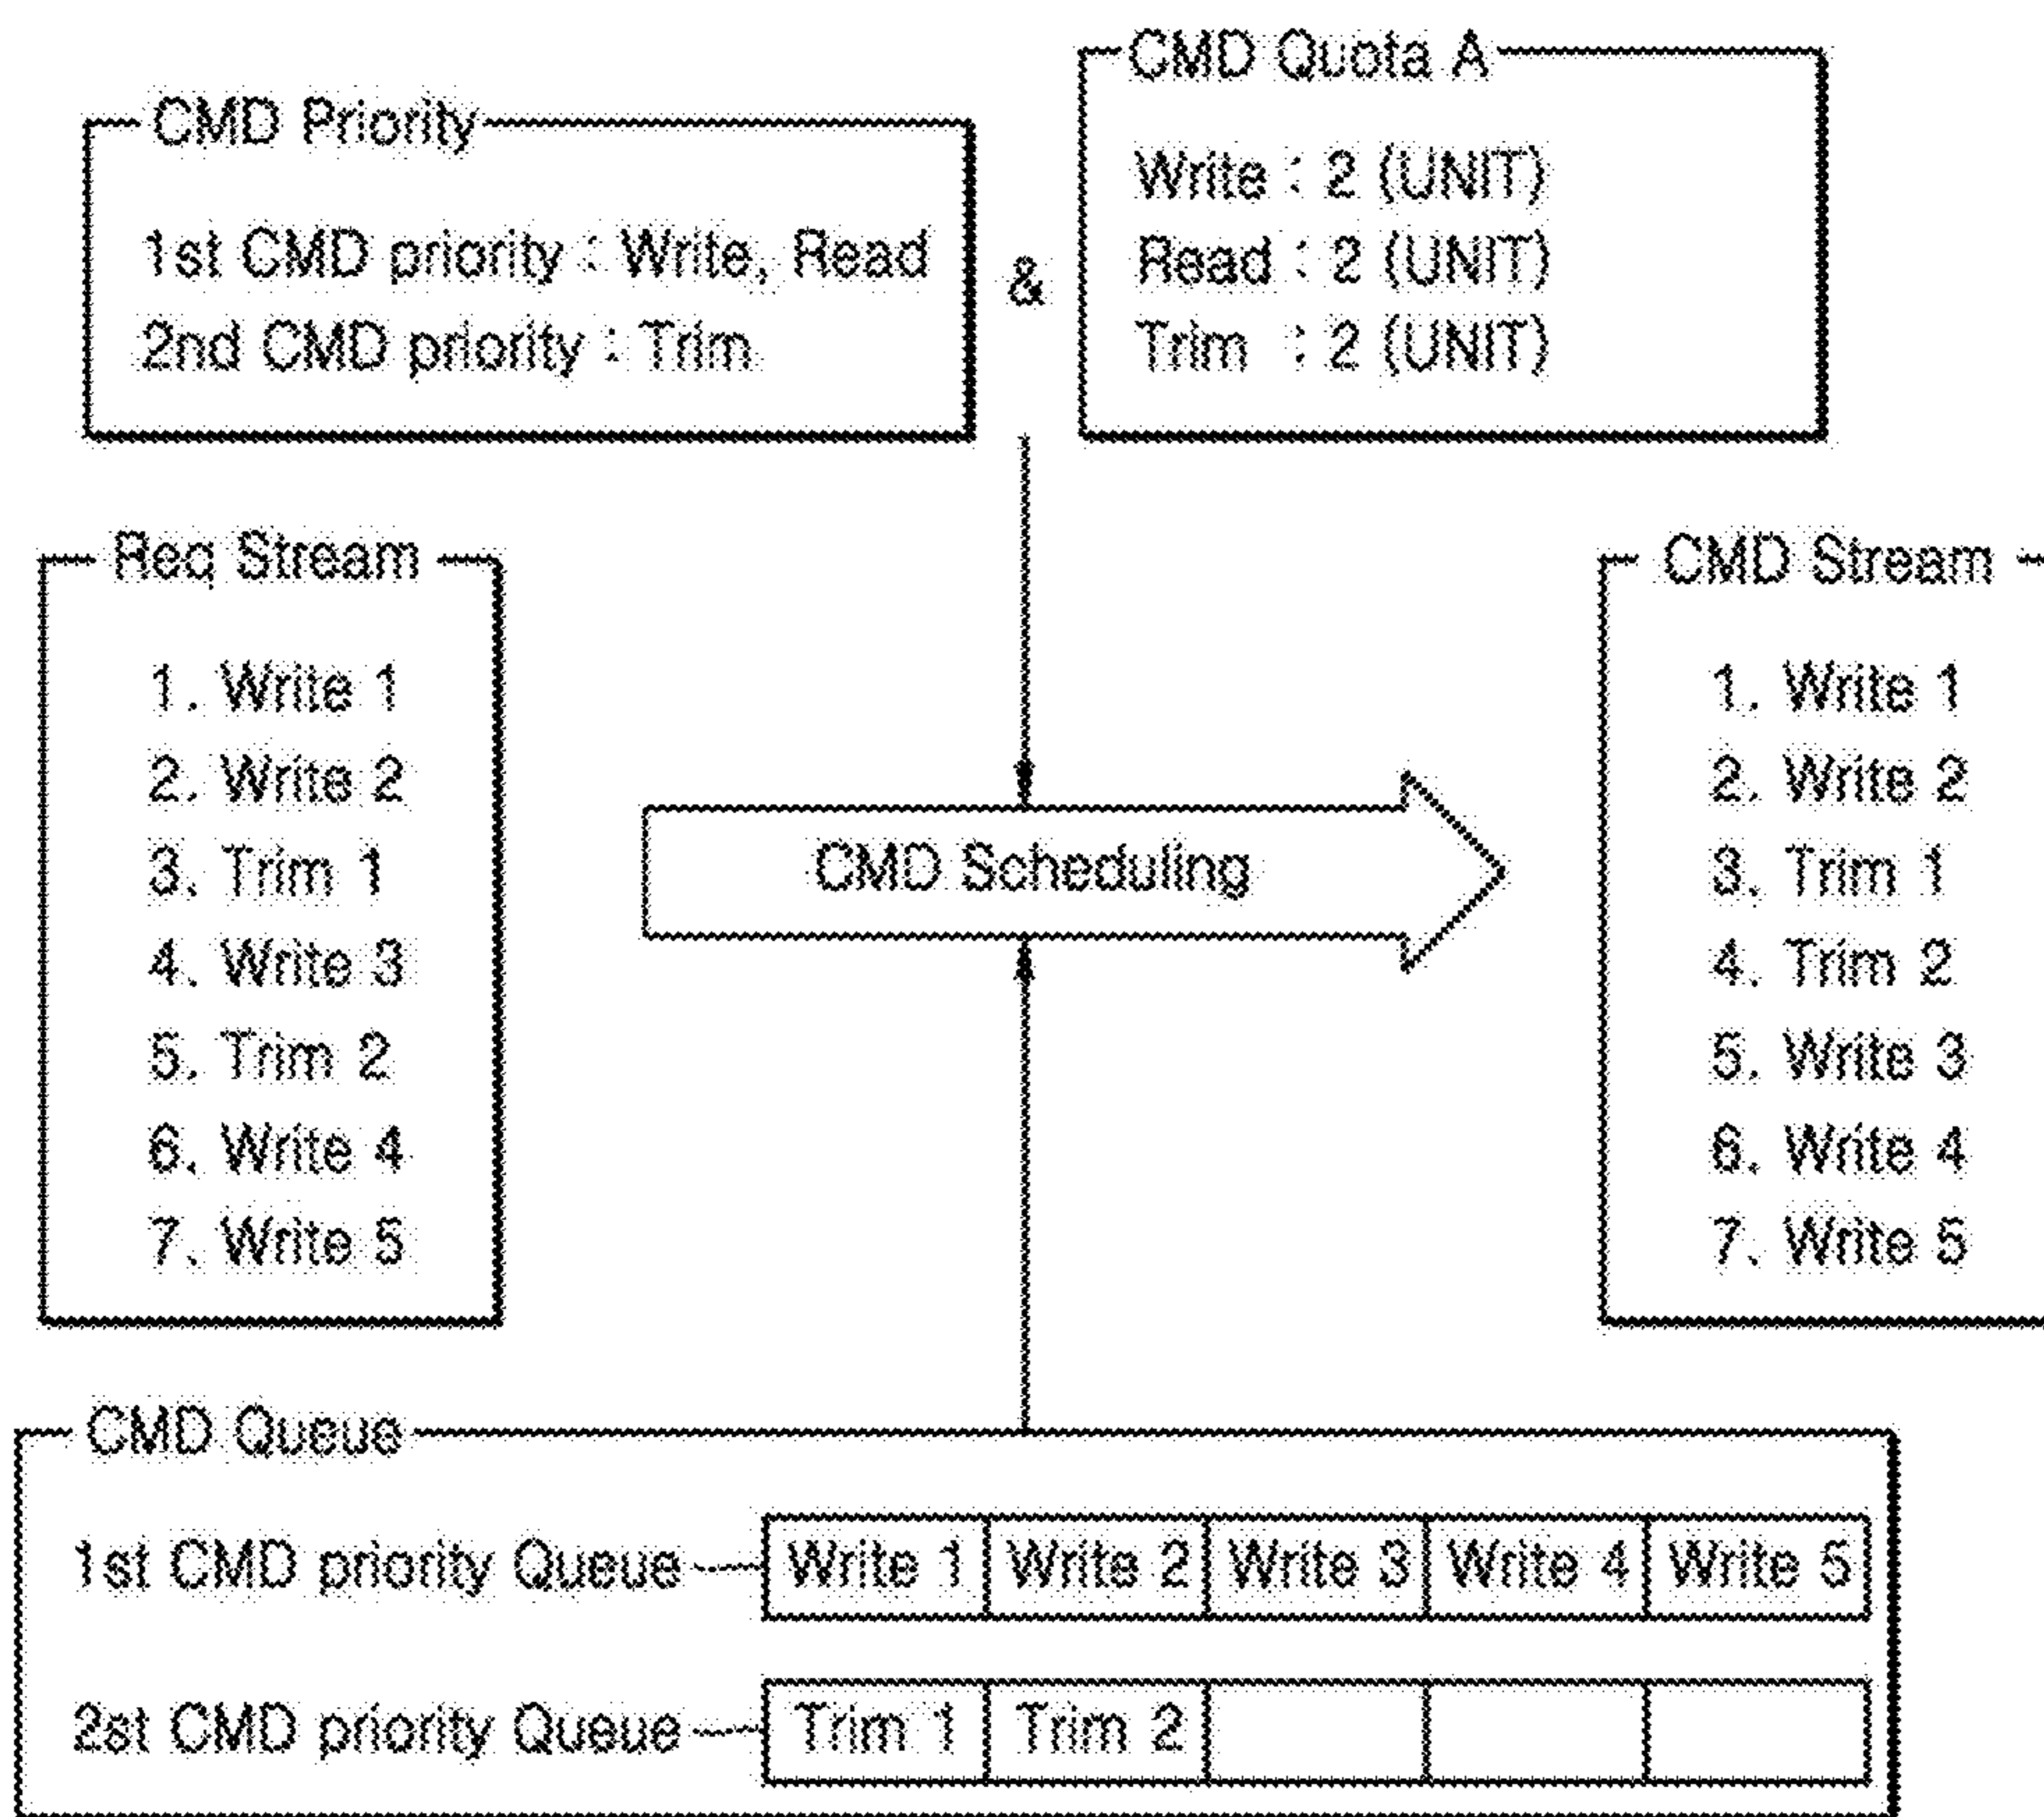 CMD Priority
1st CMD priority : Write, Read
2nd CMD priority : Trim
&
CMD Quota A
Write : 2 (UNIT)
Read : 2 (UNIT)
Trim : 2 (UNIT)
Req Stream
1. Write 1
2. Write 2
3. Trim 1
4. Write 3
5. Trim 2
6. Write 4
7. Write 5
CMD Scheduling
CMD Stream
1. Write 1
2. Write 2
3. Trim 1
4. Trim 2
5. Write 3
6. Write 4
7. Write 5
CMD Queue
1st CMD priority Queue Write 1 Write 2 Write 3 Write 4 Write 5
2st CMD priority Queue Trim 1 Trim 2